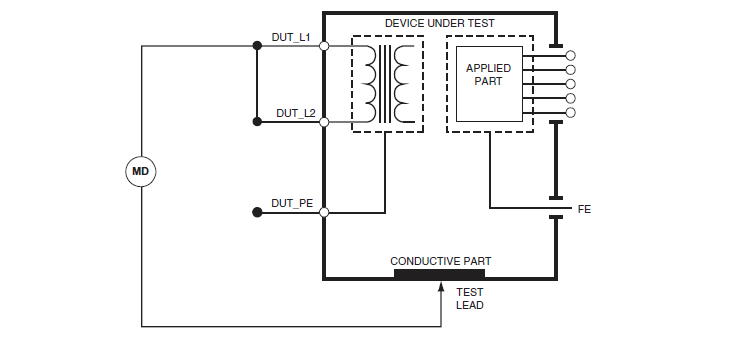 DEVICE UNDER TEST
DUT_L1
APPLIED
PART
DUT_L2
MD
DUT_PE
FE
CONDUCTIVE PART
TEST
LEAD